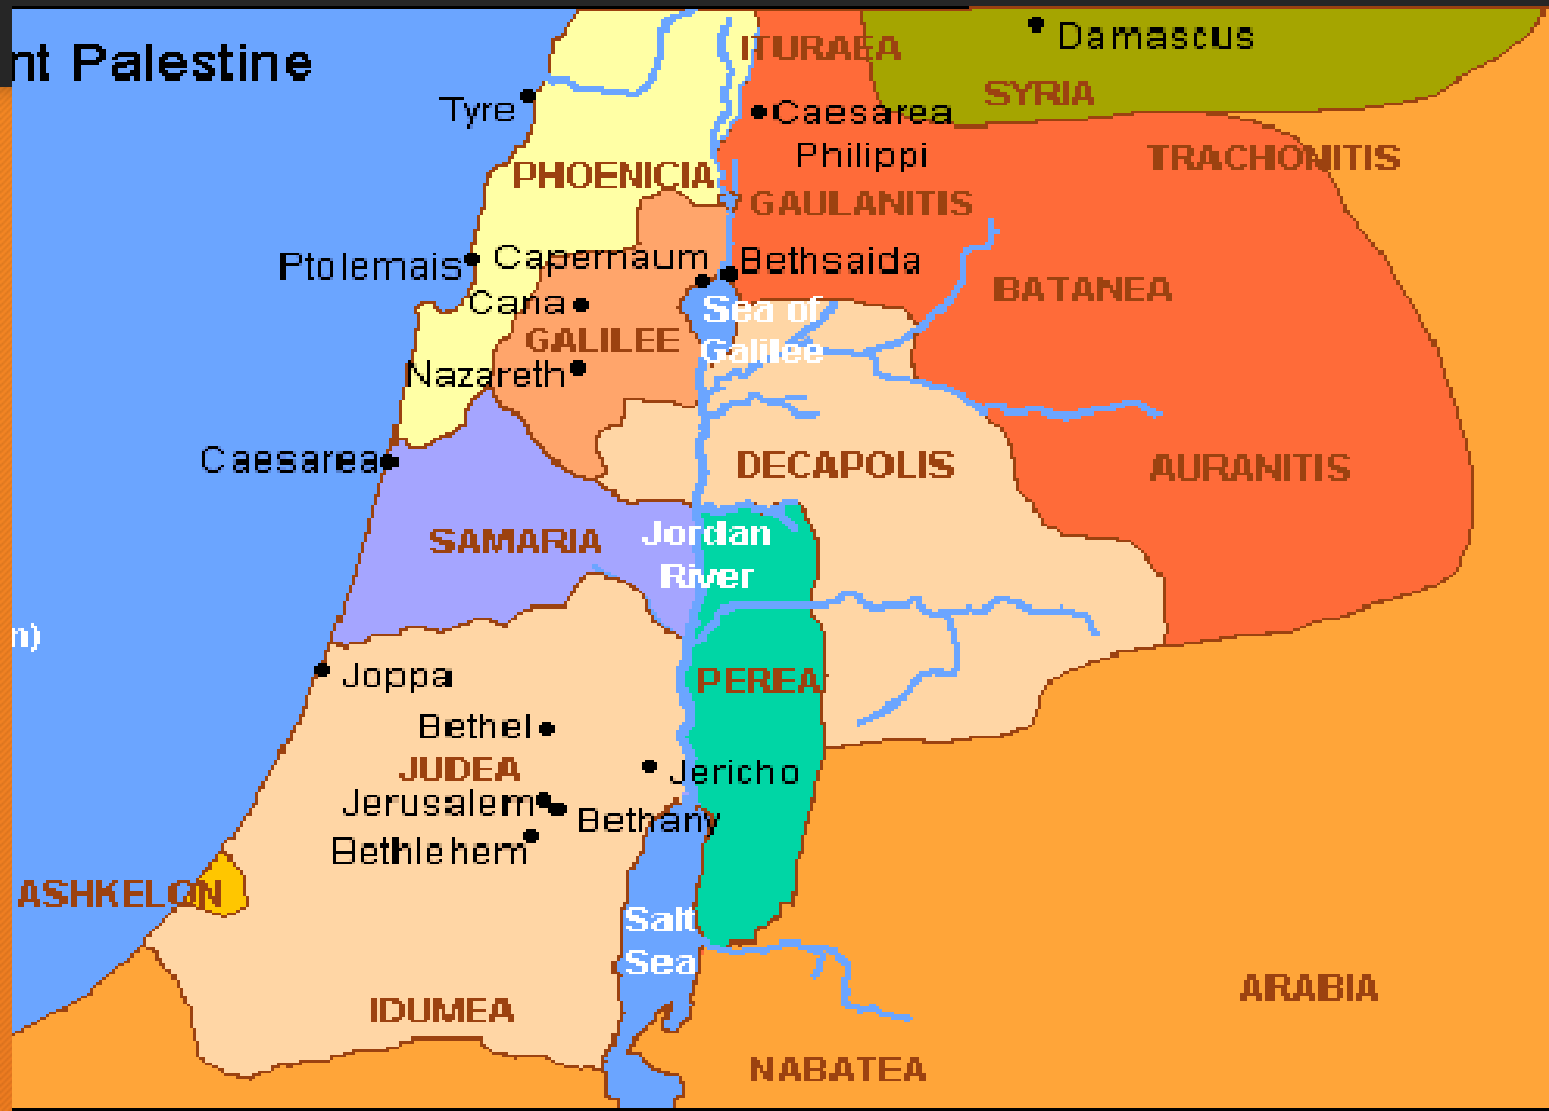 nt Palestine
Damascus
ITURAEA
SYRIA
Tyre
Caesarea
Philippi
TRACHONITIS
PHOENICIA
GAULANITIS
Ptolemais
Capernaum
Bethsaida
BATANEA
Cana
Sea of
Galilee
GALILEE
Nazareth
Caesarea
DECAPOLIS
AURANITIS
SAMARIA
Jordan
River
n)
Joppa
PEREA
Bethel
JUDEA
Jericho
Jerusalem
Bethany
Bethlehem
ASHKELON
Salt
Sea
IDUMEA
ARABIA
NABATEA